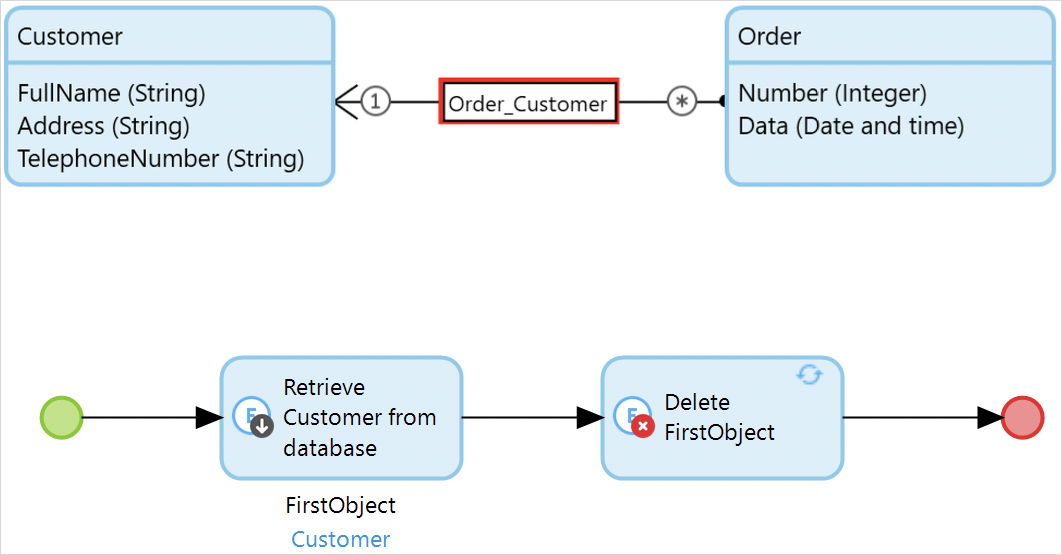 Customer
FullName (String)
Address (String)
TelephoneNumber (String)
1
Order_Customer
*
Order
Number (Integer)
Data (Date and time)
E
Retrieve
Customer from
database
FirstObject
Customer
E
Delete
FirstObject